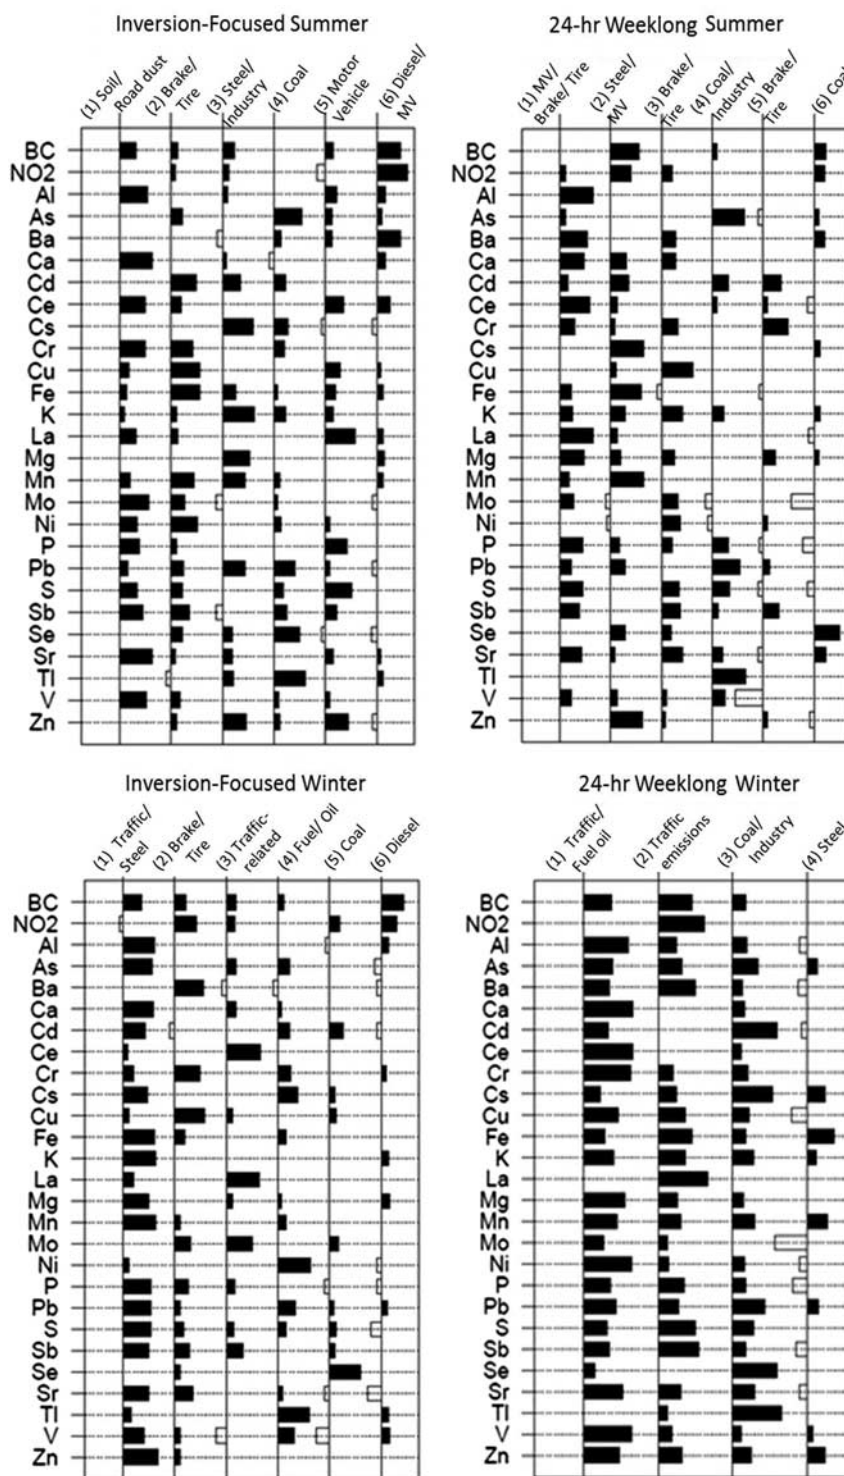 Inversion-Focused Summer
24-hr Weeklong Summer
(1) Soil/
Road dust
(2) Brake/
Tire
(3) Steel/
Industry
(4) Coal
(5) Motor
Vehicle
(6) Diesel/
MV
(1) MV/
Brake/ Tire
(2) Steel/
MV
(3) Brake/
Tire
(4) Coal/
Industry
(5) Brake/
Tire
(6) Coal
BC
NO2
Al
As
Ba
Ca
Cd
Ce
Cs
Cr
Cu
Fe
K
La
Mg
Mn
Mo
Ni
P
Pb
S
Sb
Se
Sr
Tl
V
Zn
BC
NO2
Al
As
Ba
Ca
Cd
Ce
Cr
Cs
Cu
Fe
K
La
Mg
Mn
Mo
Ni
P
Pb
S
Sb
Se
Sr
Tl
V
Zn
Inversion-Focused Winter
24-hr Weeklong Winter
(1) Traffic/
Steel
(2) Brake/
Tire
(3) Traffic-
related
(4) Fuel/ Oil
(5) Coal
(6) Diesel
(1) Traffic/
Fuel oil
(2) Traffic
emissions
(3) Coal/
Industry
(4) Steel
BC
NO2
Al
As
Ba
Ca
Cd
Ce
Cr
Cs
Cu
Fe
K
La
Mg
Mn
Mo
Ni
P
Pb
S
Sb
Se
Sr
Tl
V
Zn
BC
NO2
Al
As
Ba
Ca
Cd
Ce
Cr
Cs
Cu
Fe
K
La
Mg
Mn
Mo
Ni
P
Pb
S
Sb
Se
Sr
Tl
V
Zn